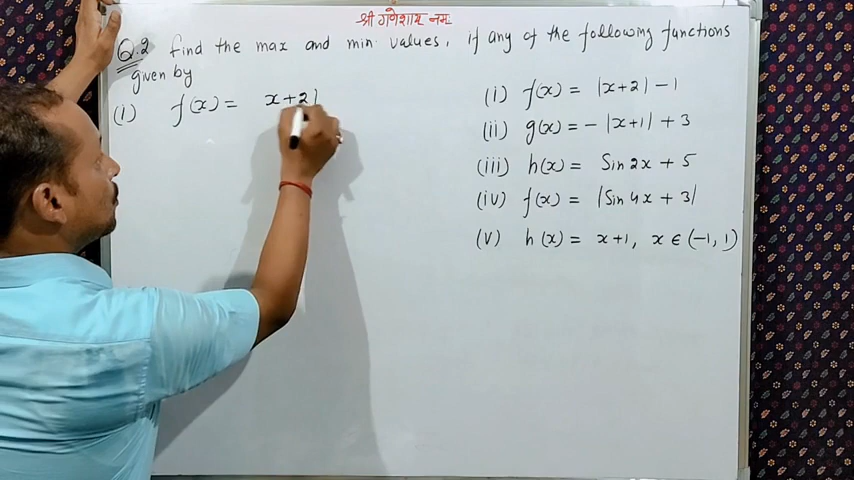 श्री गणेशाय नमः
Q.2 find the max and min. values, if any of the following functions
given by
(i) f(x) = x+2|
(i) f(x) = |x+2| - 1
(ii) g(x) = - |x+1| + 3
(iii) h(x) = Sin 2x + 5
(iv) f(x) = |Sin 4x + 3|
(v) h(x) = x+1, x ∈ (-1, 1)